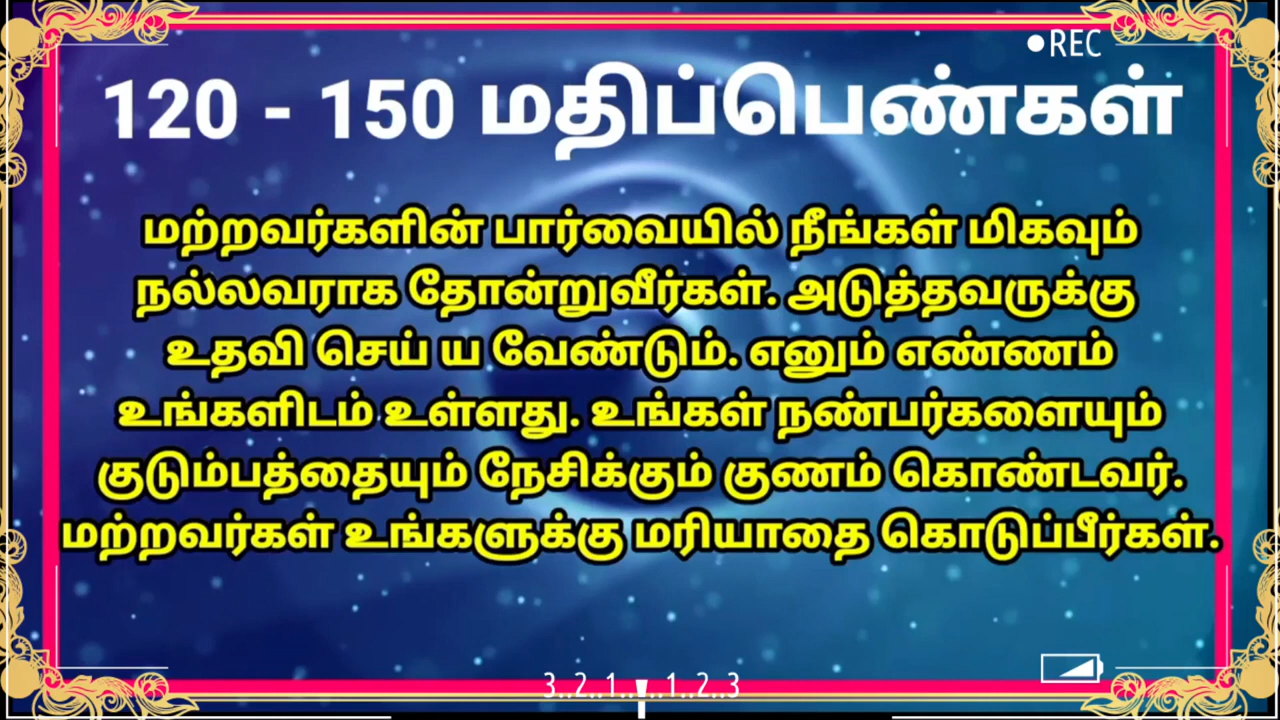 REC
120 - 150 மதிப்பெண்கள்
மற்றவர்களின் பார்வையில் நீங்கள் மிகவும்
நல்லவராக தோன்றுவீர்கள். அடுத்தவருக்கு
உதவி செய் ய வேண்டும். எனும் எண்ணம்
உங்களிடம் உள்ளது. உங்கள் நண்பர்களையும்
குடும்பத்தையும் நேசிக்கும் குணம் கொண்டவர்.
மற்றவர்கள் உங்களுக்கு மரியாதை கொடுப்பீர்கள்.
3..2..1.. ..1..2..3